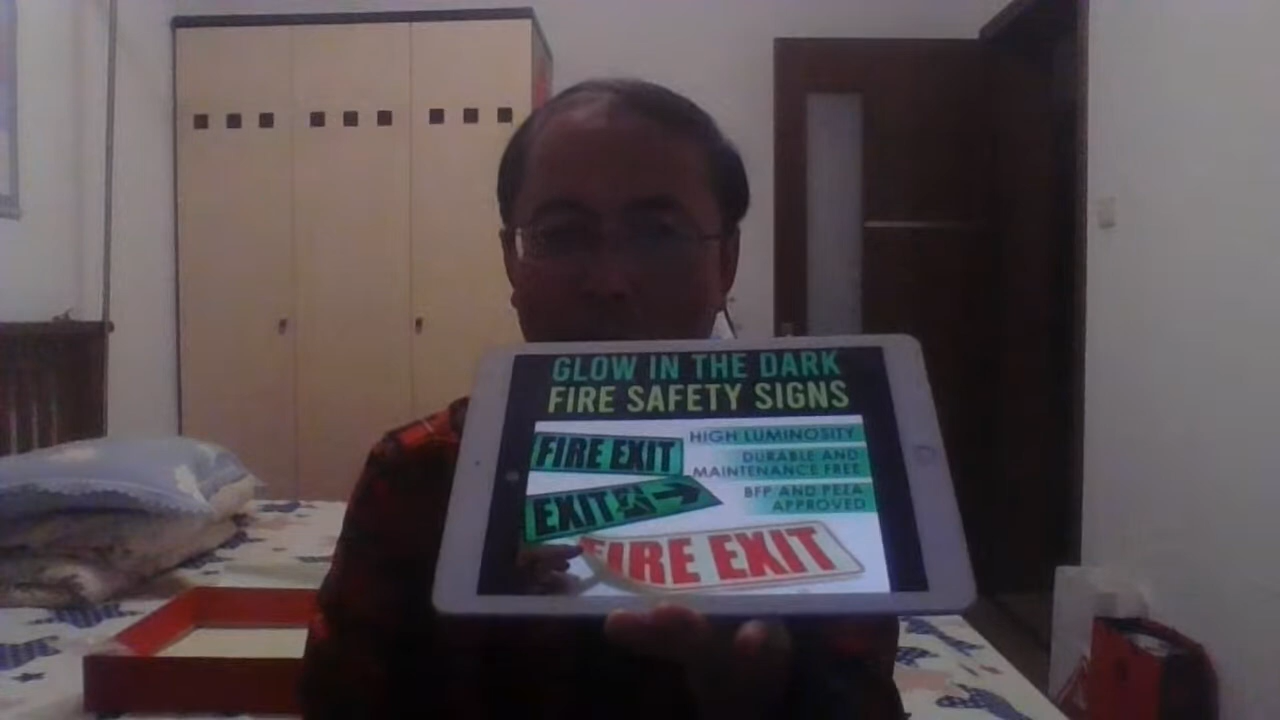 GLOW IN THE DARK
FIRE SAFETY SIGNS
FIRE EXIT
HIGH LUMINOSITY
DURABLE AND
MAINTENANCE FREE
EXIT
BFP AND PEZA
APPROVED
FIRE EXIT